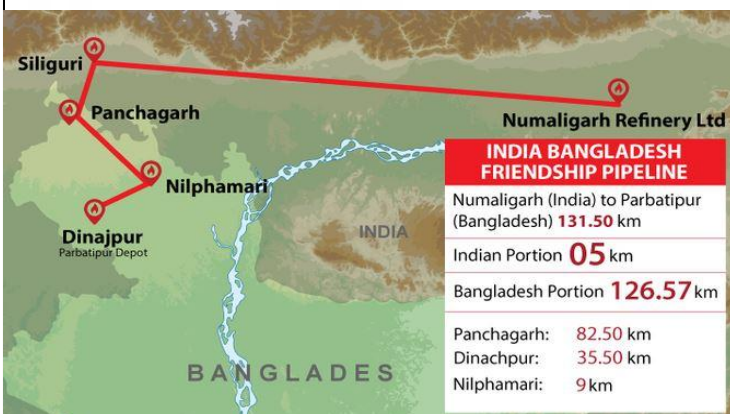 Siliguri
Panchagarh
Numaligarh Refinery Ltd
Nilphamari
Dinajpur
Parbatipur Depot
INDIA
BANGLADES
INDIA BANGLADESH
FRIENDSHIP PIPELINE
Numaligarh (India) to Parbatipur
(Bangladesh) 131.50 km
Indian Portion 05 km
Bangladesh Portion 126.57 km
Panchagarh: 82.50 km
Dinachpur: 35.50 km
Nilphamari: 9 km